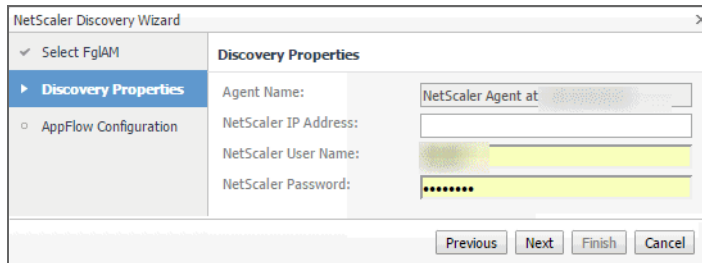 NetScaler Discovery Wizard
Select FglAM
Discovery Properties
AppFlow Configuration
Discovery Properties
Agent Name:
NetScaler Agent at
NetScaler IP Address:
NetScaler User Name:
NetScaler Password:
••••••••
Previous Next Finish Cancel